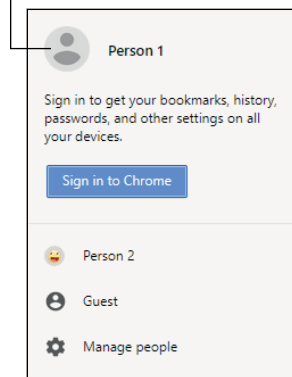 Person 1
Sign in to get your bookmarks, history,
passwords, and other settings on all
your devices.
Sign in to Chrome
Person 2
Guest
Manage people